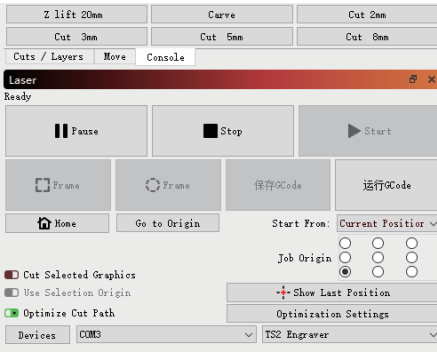 Z lift 20mm Carve Cut 2mm
Cut 3mm Cut 5mm Cut 8mm
Cuts / Layers Move Console
Laser
Ready
Pause Stop Start
Frame Frame 保存GCode 运行GCode
Home Go to Origin Start From: Current Position
Job Origin
Cut Selected Graphics
Use Selection Origin Show Last Position
Optimize Cut Path Optimization Settings
Devices COM3 TS2 Engraver